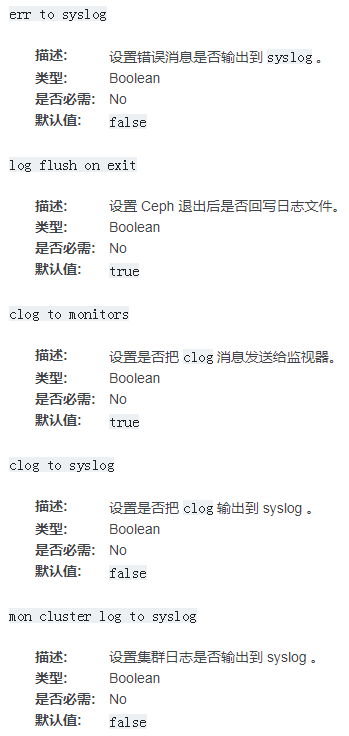 err to syslog
描述: 设置错误消息是否输出到 syslog 。
类型: Boolean
是否必需: No
默认值: false
log flush on exit
描述: 设置 Ceph 退出后是否回写日志文件。
类型: Boolean
是否必需: No
默认值: true
clog to monitors
描述: 设置是否把 clog 消息发送给监视器。
类型: Boolean
是否必需: No
默认值: true
clog to syslog
描述: 设置是否把 clog 输出到 syslog 。
类型: Boolean
是否必需: No
默认值: false
mon cluster log to syslog
描述: 设置集群日志是否输出到 syslog 。
类型: Boolean
是否必需: No
默认值: false